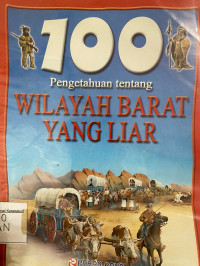 100
Pengetahuan tentang
WILAYAH BARAT
YANG LIAR